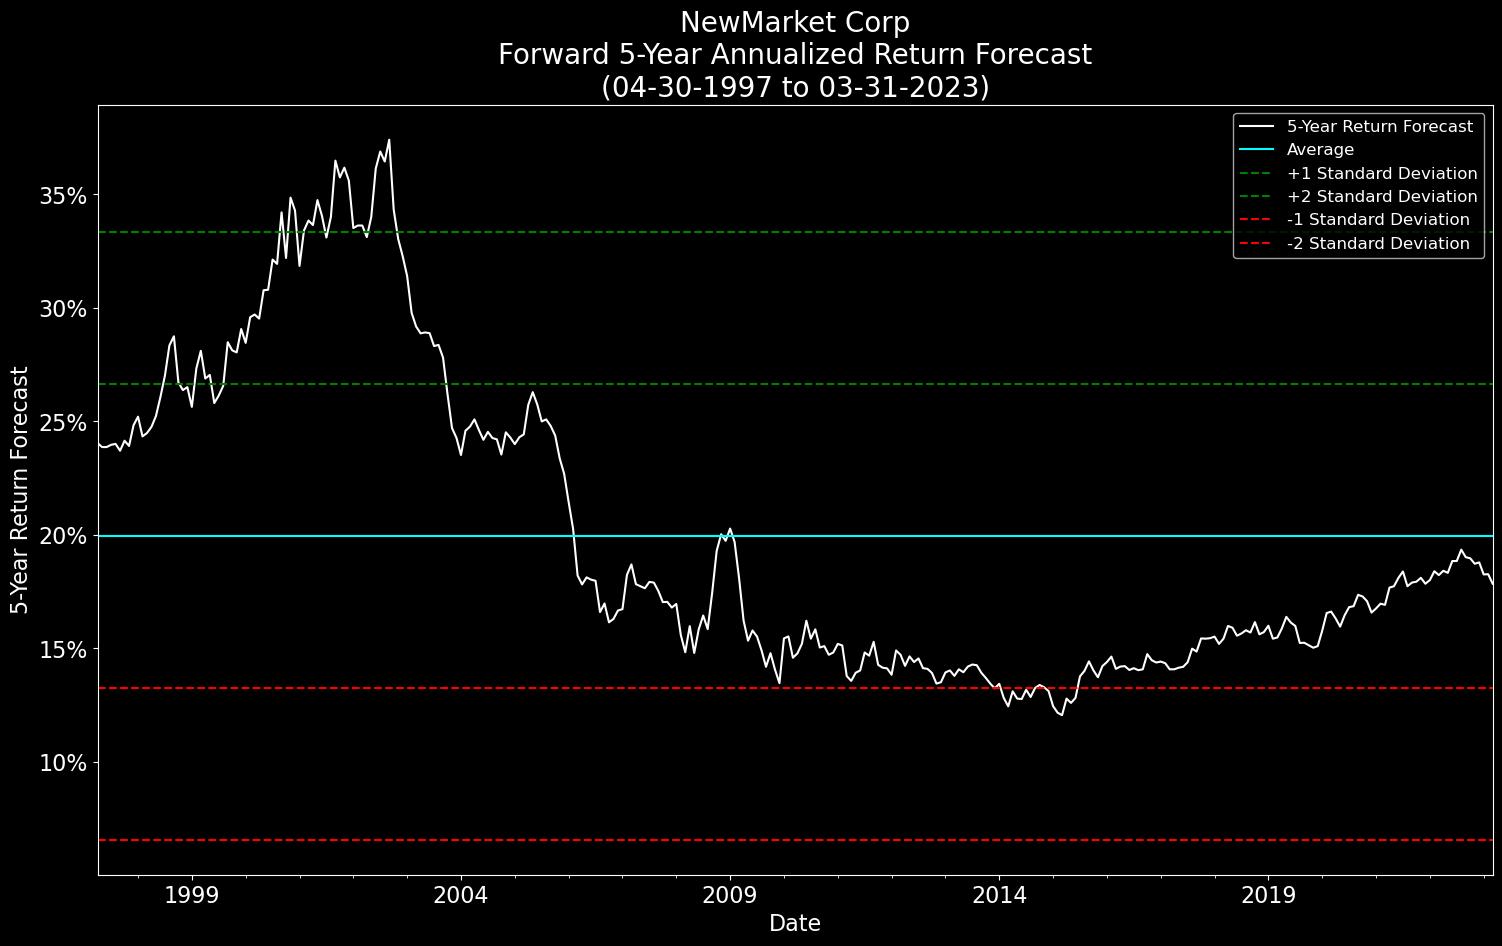 NewMarket Corp
Forward 5-Year Annualized Return Forecast
(04-30-1997 to 03-31-2023)
5-Year Return Forecast
Average
+1 Standard Deviation
+2 Standard Deviation
-1 Standard Deviation
-2 Standard Deviation
35%
30%
25%
20%
15%
10%
5-Year Return Forecast
1999
2004
2009
2014
2019
Date